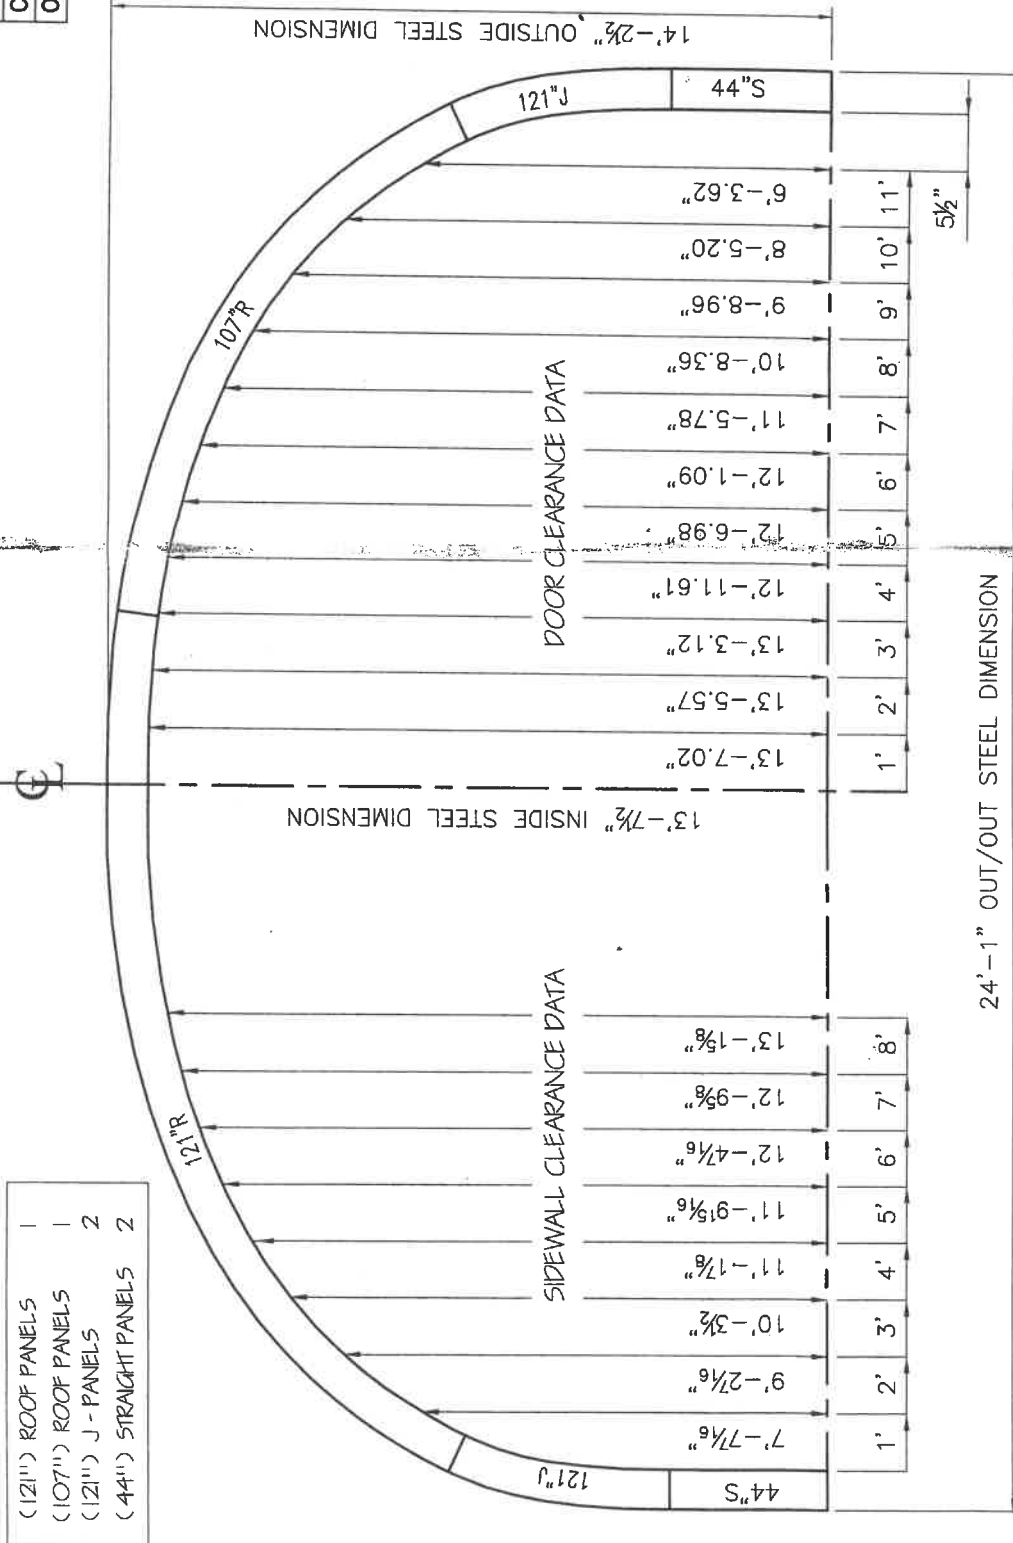 (121") ROOF PANELS 1
(107") ROOF PANELS 1
(121") J - PANELS 2
(44") STRAIGHT PANELS 2
14'-2½" OUTSIDE STEEL DIMENSION
44"S
121"J
121"R
107"R
121"J
44"S
13'-7½" INSIDE STEEL DIMENSION
SIDEWALL CLEARANCE DATA
7'-7⁷⁄₁₆"
9'-2⁷⁄₁₆"
10'-3½"
11'-1⅞"
11'-9¹⁵⁄₁₆"
12'-4⁷⁄₁₆"
12'-9⅝"
13'-1⅝"
1' 2' 3' 4' 5' 6' 7' 8'
DOOR CLEARANCE DATA
13'-7.02"
13'-5.57"
13'-3.12"
12'-11.61"
12'-6.98"
12'-1.09"
11'-5.78"
10'-8.36"
9'-8.96"
8'-5.20"
6'-3.62"
1' 2' 3' 4' 5' 6' 7' 8' 9' 10' 11'
5½"
24'-1" OUT/OUT STEEL DIMENSION